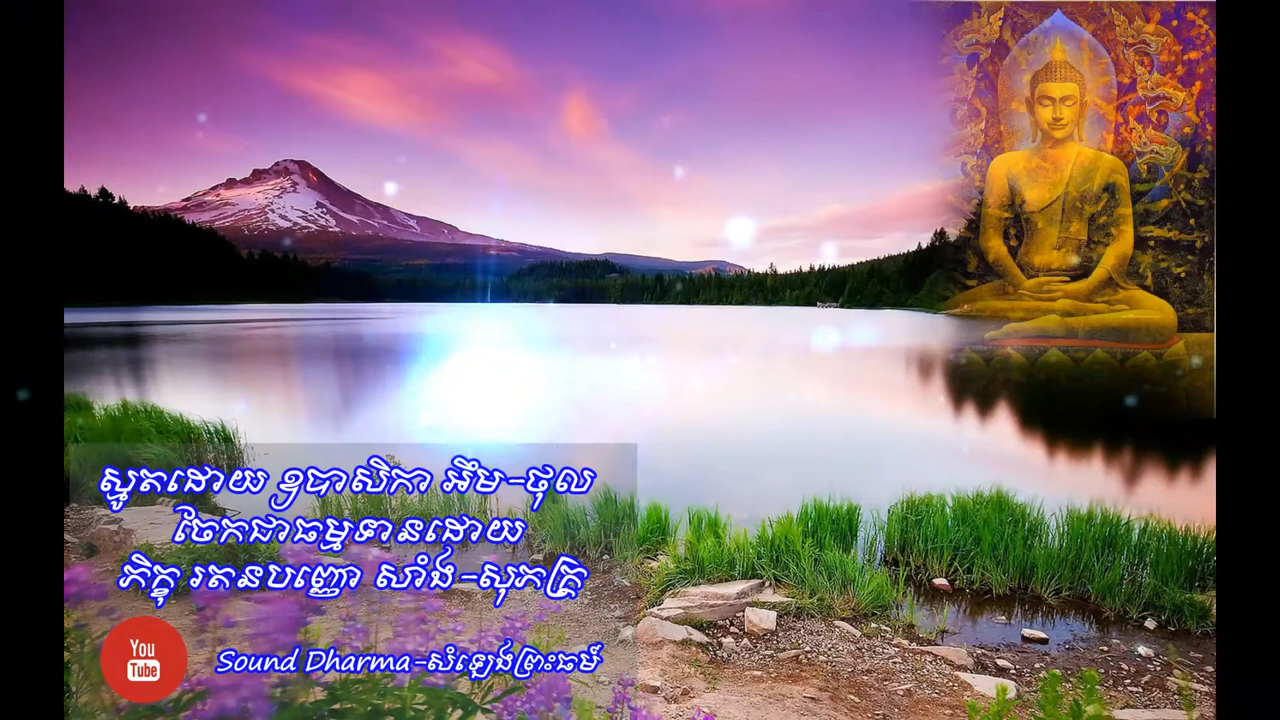 ស្មូតដោយ ឧបាសិកា អឹម-ថុល
ចែកជាធម្មទានដោយ
ភិក្ខុ រតនបញ្ញោ សាំង-សុភក្ត្រ
You
Tube
Sound Dharma-សំឡេងព្រះធម៌